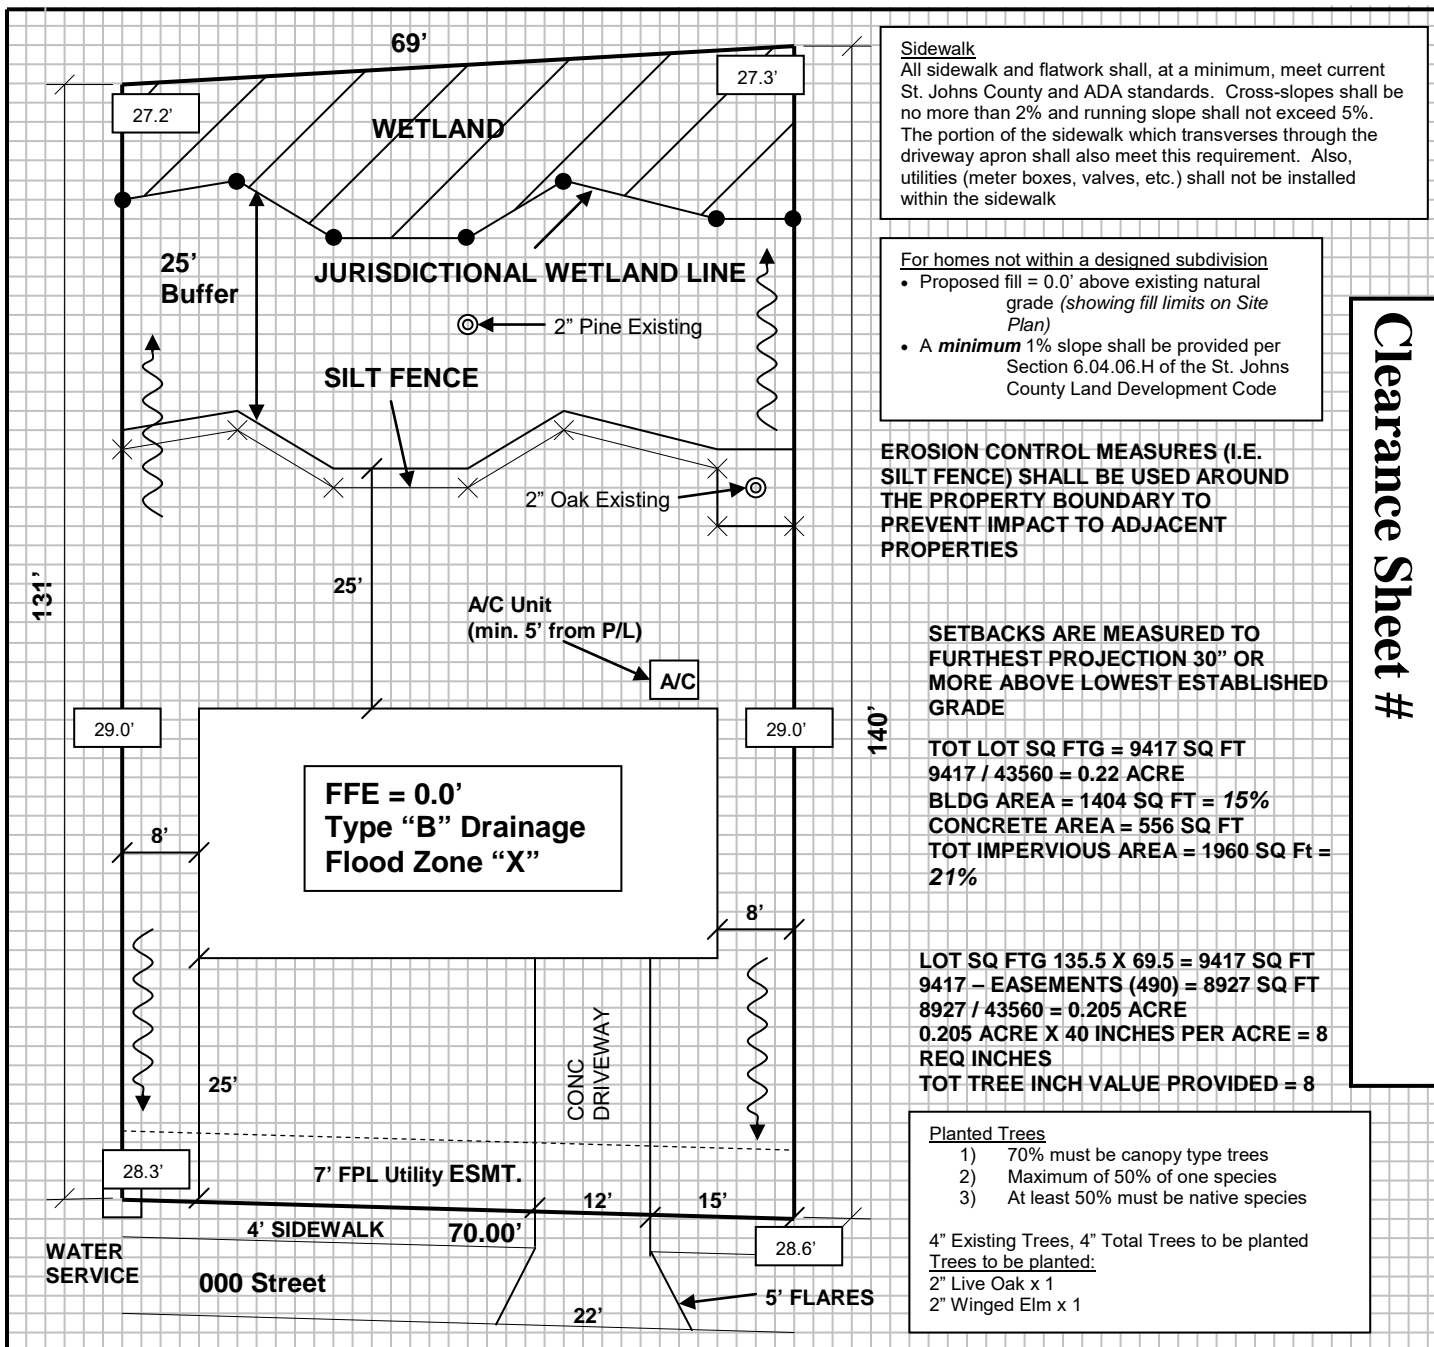 69’
27.2’
27.3’
WETLAND
25’
Buffer
JURISDICTIONAL WETLAND LINE
2” Pine Existing
SILT FENCE
2” Oak Existing
131’
25’
A/C Unit
(min. 5’ from P/L)
A/C
29.0’
29.0’
140’
FFE = 0.0’
Type “B” Drainage
Flood Zone “X”
8’
8’
25’
CONC
DRIVEWAY
28.3’
7’ FPL Utility ESMT.
12’
15’
4’ SIDEWALK
70.00’
28.6’
WATER
SERVICE
000 Street
5’ FLARES
22’
Sidewalk
All sidewalk and flatwork shall, at a minimum, meet current
St. Johns County and ADA standards. Cross-slopes shall be
no more than 2% and running slope shall not exceed 5%.
The portion of the sidewalk which transverses through the
driveway apron shall also meet this requirement. Also,
utilities (meter boxes, valves, etc.) shall not be installed
within the sidewalk
For homes not within a designed subdivision
• Proposed fill = 0.0’ above existing natural
grade (showing fill limits on Site
Plan)
• A minimum 1% slope shall be provided per
Section 6.04.06.H of the St. Johns
County Land Development Code
Clearance Sheet #
EROSION CONTROL MEASURES (I.E.
SILT FENCE) SHALL BE USED AROUND
THE PROPERTY BOUNDARY TO
PREVENT IMPACT TO ADJACENT
PROPERTIES
SETBACKS ARE MEASURED TO
FURTHEST PROJECTION 30” OR
MORE ABOVE LOWEST ESTABLISHED
GRADE
TOT LOT SQ FTG = 9417 SQ FT
9417 / 43560 = 0.22 ACRE
BLDG AREA = 1404 SQ FT = 15%
CONCRETE AREA = 556 SQ FT
TOT IMPERVIOUS AREA = 1960 SQ Ft =
21%
LOT SQ FTG 135.5 X 69.5 = 9417 SQ FT
9417 – EASEMENTS (490) = 8927 SQ FT
8927 / 43560 = 0.205 ACRE
0.205 ACRE X 40 INCHES PER ACRE = 8
REQ INCHES
TOT TREE INCH VALUE PROVIDED = 8
Planted Trees
1) 70% must be canopy type trees
2) Maximum of 50% of one species
3) At least 50% must be native species
4” Existing Trees, 4” Total Trees to be planted
Trees to be planted:
2” Live Oak x 1
2” Winged Elm x 1